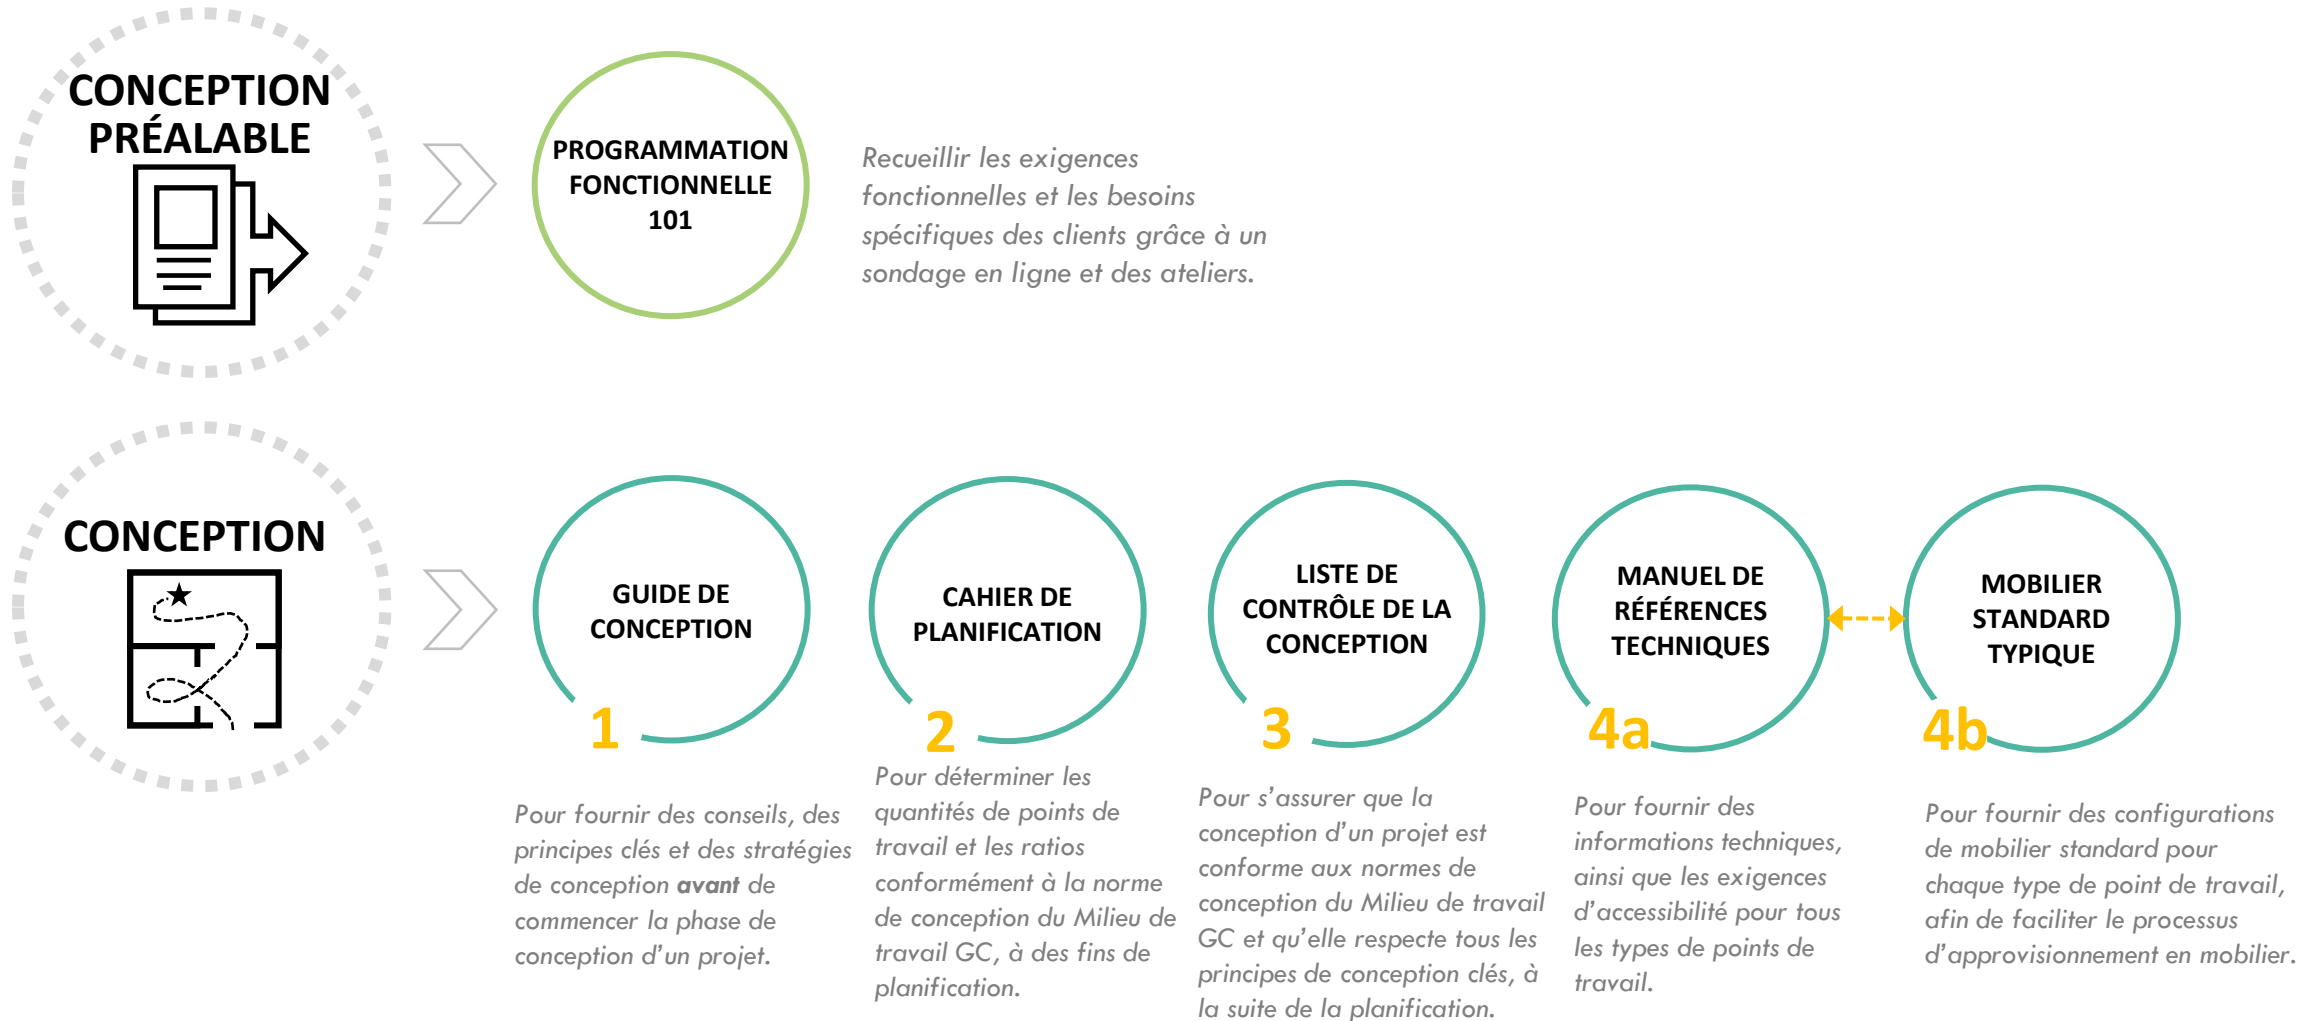 CONCEPTION
PRÉALABLE
PROGRAMMATION
FONCTIONNELLE
101
Recueillir les exigences
fonctionnelles et les besoins
spécifiques des clients grâce à un
sondage en ligne et des ateliers.
CONCEPTION
GUIDE DE
CONCEPTION
1
Pour fournir des conseils, des
principes clés et des stratégies
de conception avant de
commencer la phase de
conception d’un projet.
CAHIER DE
PLANIFICATION
2
Pour déterminer les
quantités de points de
travail et les ratios
conformément à la norme
de conception du Milieu de
travail GC, à des fins de
planification.
LISTE DE
CONTRÔLE DE LA
CONCEPTION
3
Pour s’assurer que la
conception d’un projet est
conforme aux normes de
conception du Milieu de travail
GC et qu’elle respecte tous les
principes de conception clés, à
la suite de la planification.
MANUEL DE
RÉFÉRENCES
TECHNIQUES
4a
Pour fournir des
informations techniques,
ainsi que les exigences
d’accessibilité pour tous
les types de points de
travail.
MOBILIER
STANDARD
TYPIQUE
4b
Pour fournir des configurations
de mobilier standard pour
chaque type de point de travail,
afin de faciliter le processus
d’approvisionnement en mobilier.